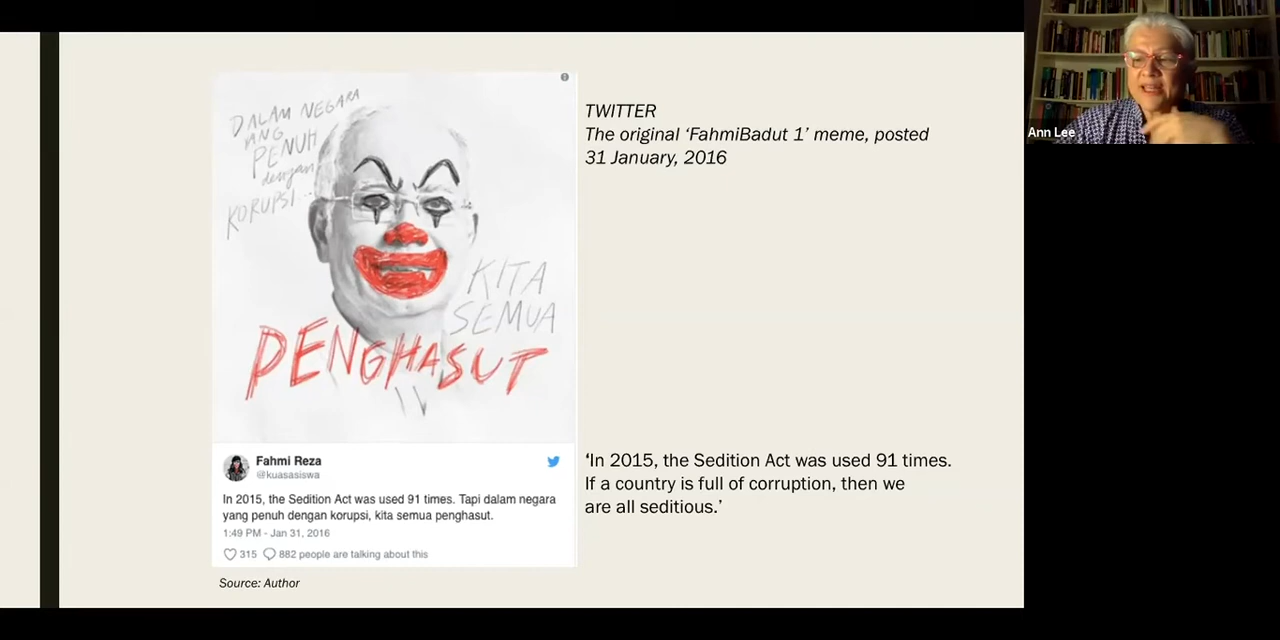 DALAM NEGARA
YANG
PENUH
dengan
KORUPSI...
KITA
SEMUA
PENGHASUT
Fahmi Reza
@kuasasiswa
In 2015, the Sedition Act was used 91 times. Tapi dalam negara
yang penuh dengan korupsi, kita semua penghasut.
1:49 PM - Jan 31, 2016
315 882 people are talking about this
Source: Author
TWITTER
The original ‘FahmiBadut 1’ meme, posted
31 January, 2016
‘In 2015, the Sedition Act was used 91 times.
If a country is full of corruption, then we
are all seditious.’
Ann Lee